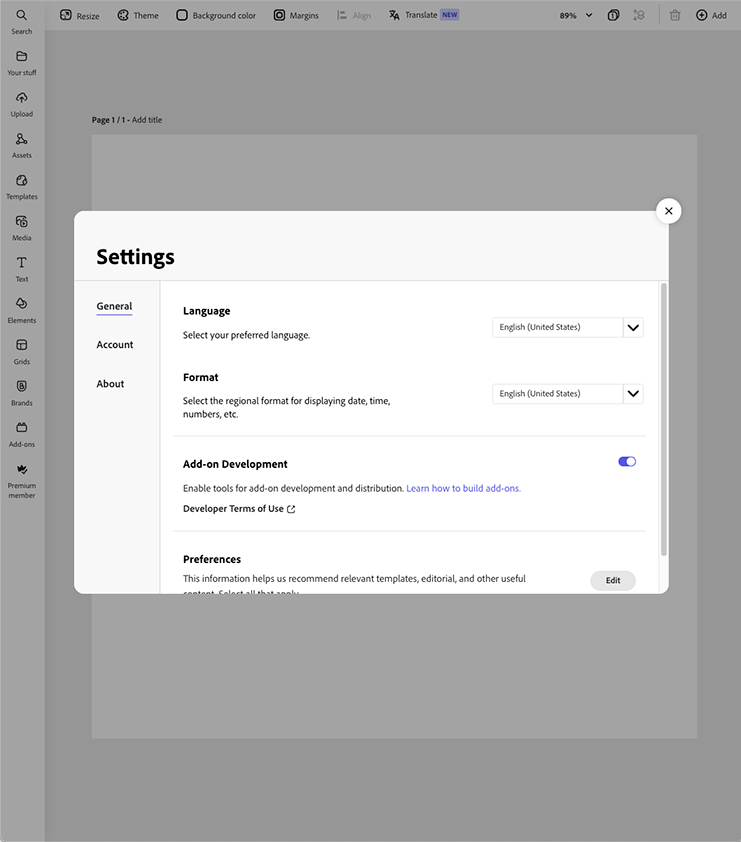 Search
Resize
Theme
Background color
Margins
Align
Translate NEW
89%
1
Add
Your stuff
Upload
Assets
Templates
Media
Text
Elements
Grids
Brands
Add-ons
Premium
member
Page 1 / 1 - Add title
Settings
General
Account
About
Language
Select your preferred language.
English (United States)
Format
Select the regional format for displaying date, time,
numbers, etc.
English (United States)
Add-on Development
Enable tools for add-on development and distribution. Learn how to build add-ons.
Developer Terms of Use
Preferences
This information helps us recommend relevant templates, editorial, and other useful
content. Select all that apply.
Edit